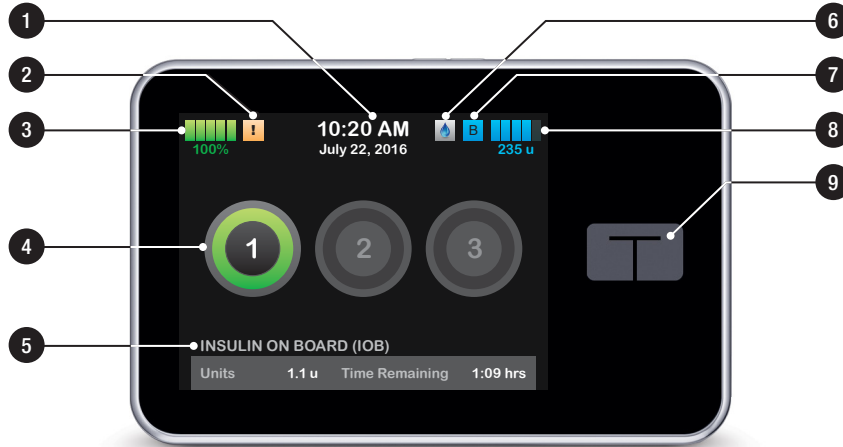 1
2
3
4
5
6
7
8
9
10:20 AM
July 22, 2016
100%
!
B
235 u
1
2
3
INSULIN ON BOARD (IOB)
Units 1.1 u Time Remaining 1:09 hrs